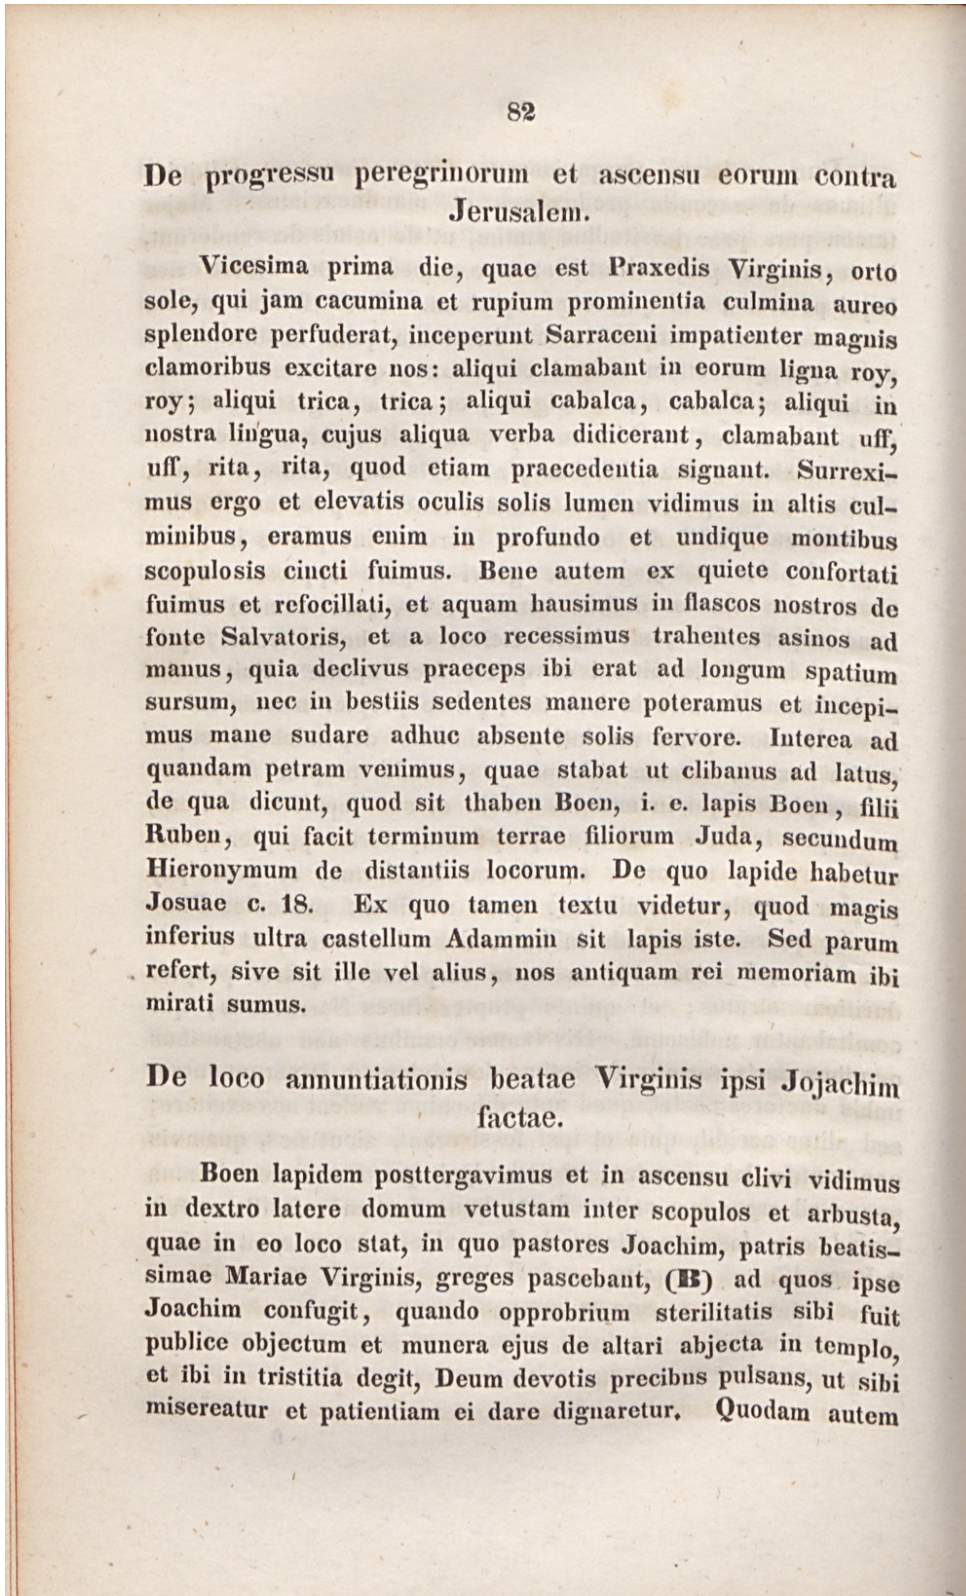 82
De progressu peregrinorum et ascensu eorum contra
Jerusalem.
Vicesima prima die, quae est Praxedis Virginis, orto
sole, qui jam cacumina et rupium prominentia culmina aureo
splendore perfuderat, inceperunt Sarraceni impatienter magnis
clamoribus excitare nos: aliqui clamabant in eorum ligna roy,
roy; aliqui trica, trica; aliqui cabalca, cabalca; aliqui in
nostra lingua, cujus aliqua verba didicerant, clamabant uff,
uff, rita, rita, quod etiam praecedentia signant. Surrexi-
mus ergo et elevatis oculis solis lumen vidimus in altis cul-
minibus, eramus enim in profundo et undique montibus
scopulosis cincti fuimus. Bene autem ex quiete confortati
fuimus et refocillati, et aquam hausimus in flascos nostros de
fonte Salvatoris, et a loco recessimus trahentes asinos ad
manus, quia declivus praeceps ibi erat ad longum spatium
sursum, nec in bestiis sedentes manere poteramus et incepi-
mus mane sudare adhuc absente solis fervore. Interea ad
quandam petram venimus, quae stabat ut clibanus ad latus,
de qua dicunt, quod sit thaben Boen, i. e. lapis Boen, filii
Ruben, qui facit terminum terrae filiorum Juda, secundum
Hieronymum de distantiis locorum. De quo lapide habetur
Josuae c. 18. Ex quo tamen textu videtur, quod magis
inferius ultra castellum Adammin sit lapis iste. Sed parum
refert, sive sit ille vel alius, nos antiquam rei memoriam ibi
mirati sumus.
De loco annuntiationis beatae Virginis ipsi Jojachim
factae.
Boen lapidem posttergavimus et in ascensu clivi vidimus
in dextro latere domum vetustam inter scopulos et arbusta,
quae in eo loco stat, in quo pastores Joachim, patris beatis-
simae Mariae Virginis, greges pascebant, (B) ad quos ipse
Joachim confugit, quando opprobrium sterilitatis sibi fuit
publice objectum et munera ejus de altari abjecta in templo,
et ibi in tristitia degit, Deum devotis precibus pulsans, ut sibi
misereatur et patientiam ei dare dignaretur. Quodam autem